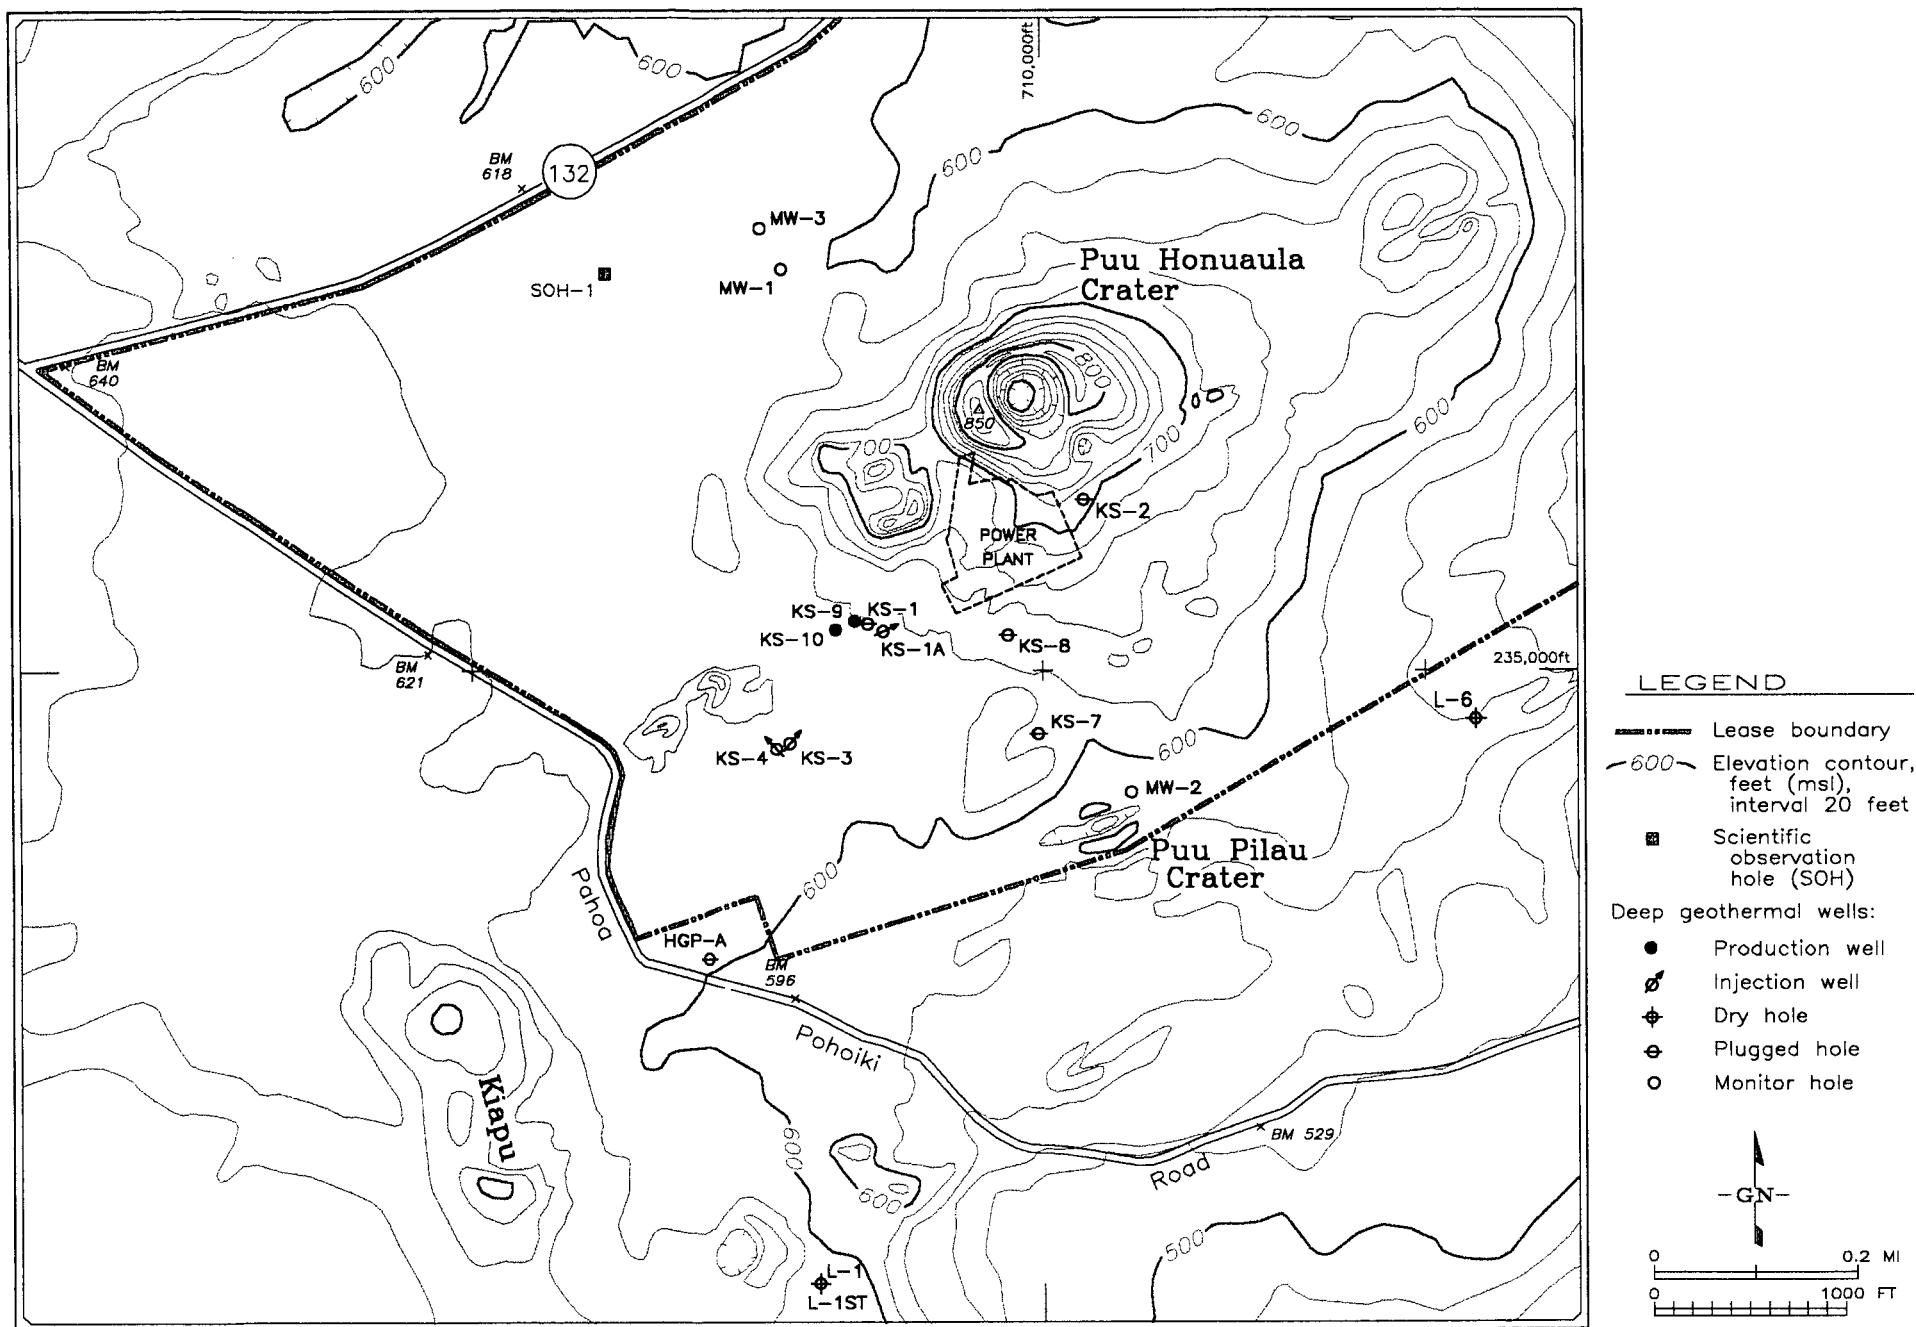 600
600
710,000ft
600
600
BM
618
132
MW-3
SOH-1
MW-1
Puu Honuaula
Crater
BM
640
800
850
600
700
700
KS-2
POWER
PLANT
KS-9
KS-1
KS-10
KS-1A
KS-8
235,000ft
BM
621
L-6
KS-7
600
KS-4
KS-3
MW-2
Puu Pilau
Crater
600
Pahoa
HGP-A
BM
596
Pohoiki
Kiapu
600
BM 529
Road
600
500
L-1
L-1ST
LEGEND
Lease boundary
600
Elevation contour,
feet (msl),
interval 20 feet
Scientific
observation
hole (SOH)
Deep geothermal wells:
Production well
Injection well
Dry hole
Plugged hole
Monitor hole
-GN-
0 0.2 MI
0 1000 FT